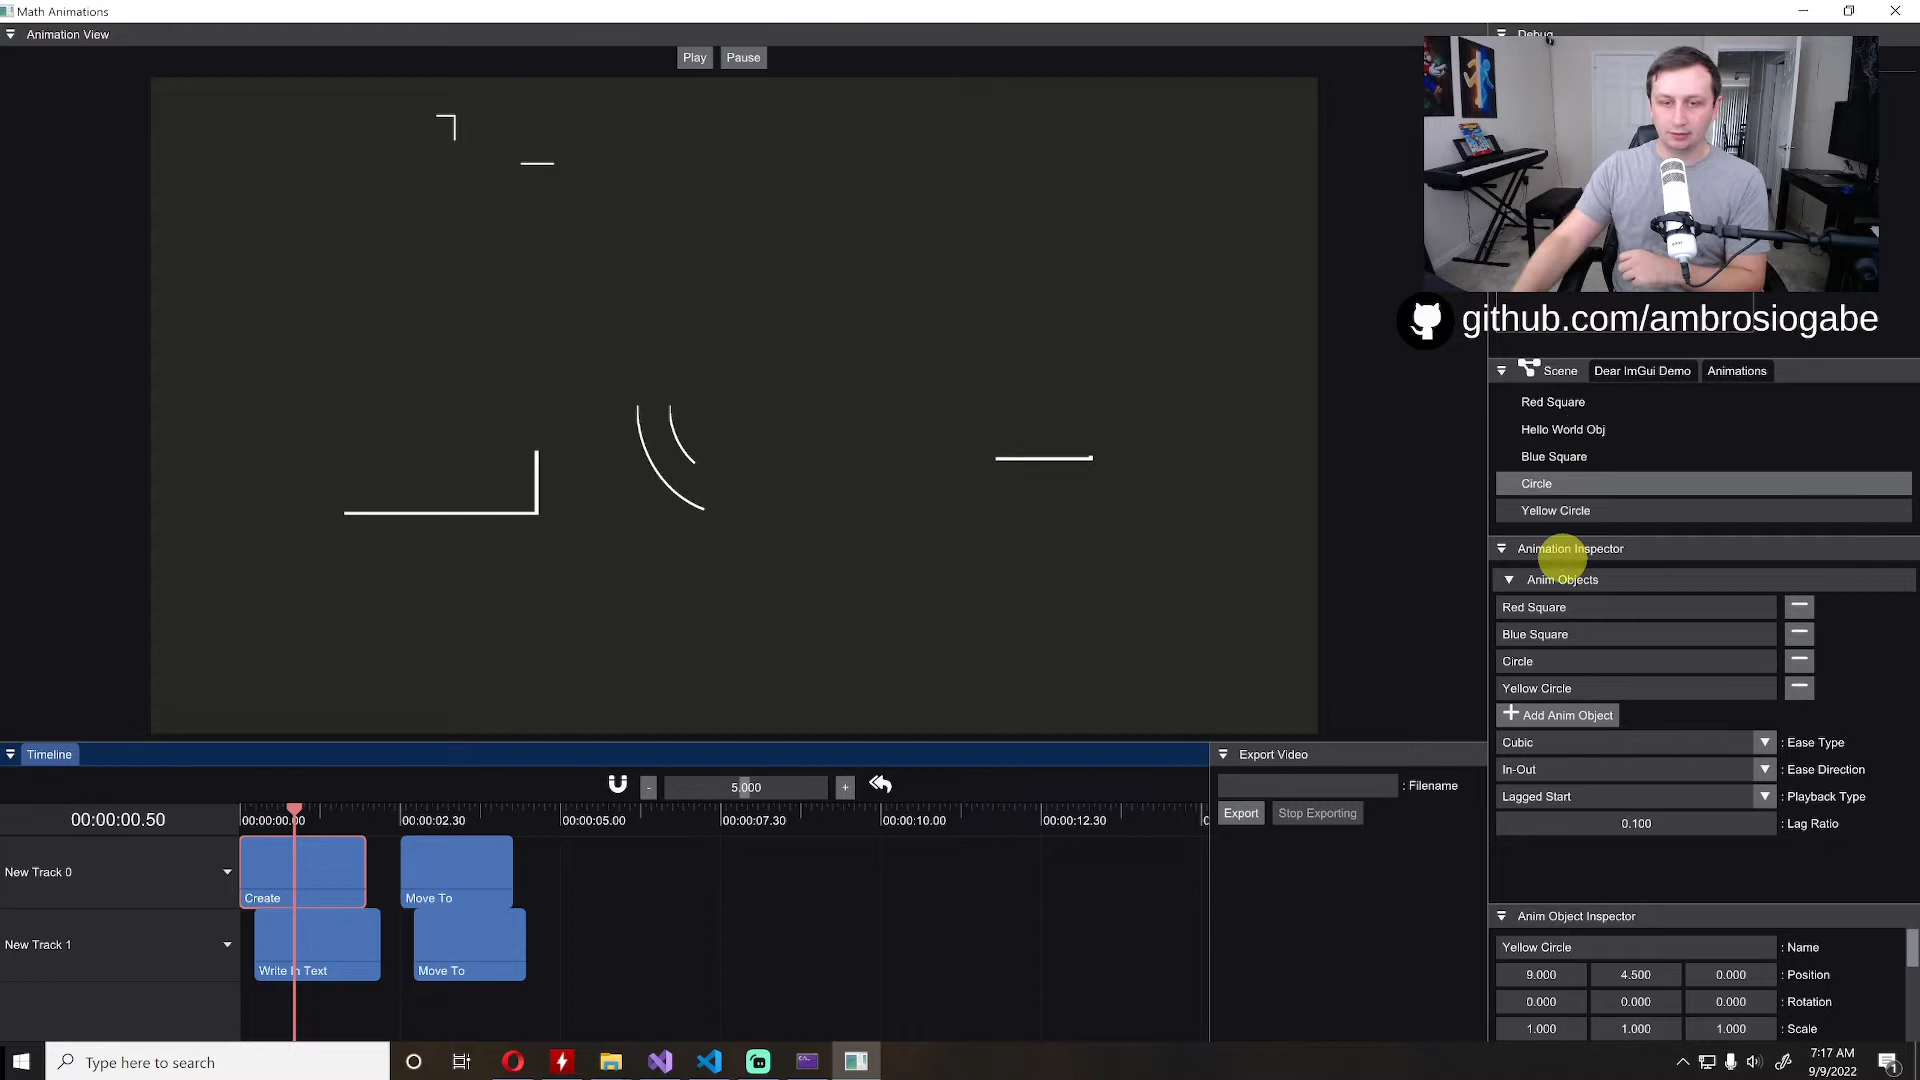 Math Animations
Animation View
Debug
Play
Pause
github.com/ambrosiogabe
Scene
Dear ImGui Demo
Animations
Red Square
Hello World Obj
Blue Square
Circle
Yellow Circle
Animation Inspector
Anim Objects
Red Square
Blue Square
Circle
Yellow Circle
Add Anim Object
Cubic : Ease Type
In-Out : Ease Direction
Lagged Start : Playback Type
0.100 : Lag Ratio
Timeline
- 5.000 +
00:00:00.50
00:00:00.00 00:00:02.30 00:00:05.00 00:00:07.30 00:00:10.00 00:00:12.30
New Track 0
Create
Move To
New Track 1
Write In Text
Move To
Export Video
: Filename
Export
Stop Exporting
Anim Object Inspector
Yellow Circle : Name
9.000 4.500 0.000 : Position
0.000 0.000 0.000 : Rotation
1.000 1.000 1.000 : Scale
Type here to search
7:17 AM
9/9/2022
1